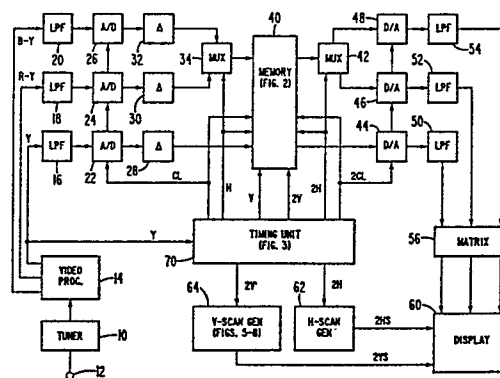 B-Y
LPF
20
A/D
26
Δ
32
MUX
34
40
MEMORY
(FIG. 2)
MUX
42
48
D/A
LPF
54
R-Y
LPF
18
A/D
24
Δ
30
52
D/A
46
LPF
Y
LPF
16
A/D
22
Δ
28
44
D/A
50
LPF
CL
H
V
2V
2H
2CL
Y
TIMING UNIT
(FIG. 3)
70
MATRIX
56
VIDEO
PROC.
14
2V
2H
64
V-SCAN GEN
(FIGS. 5-8)
62
H-SCAN
GEN
2HS
60
DISPLAY
TUNER
10
2VS
12